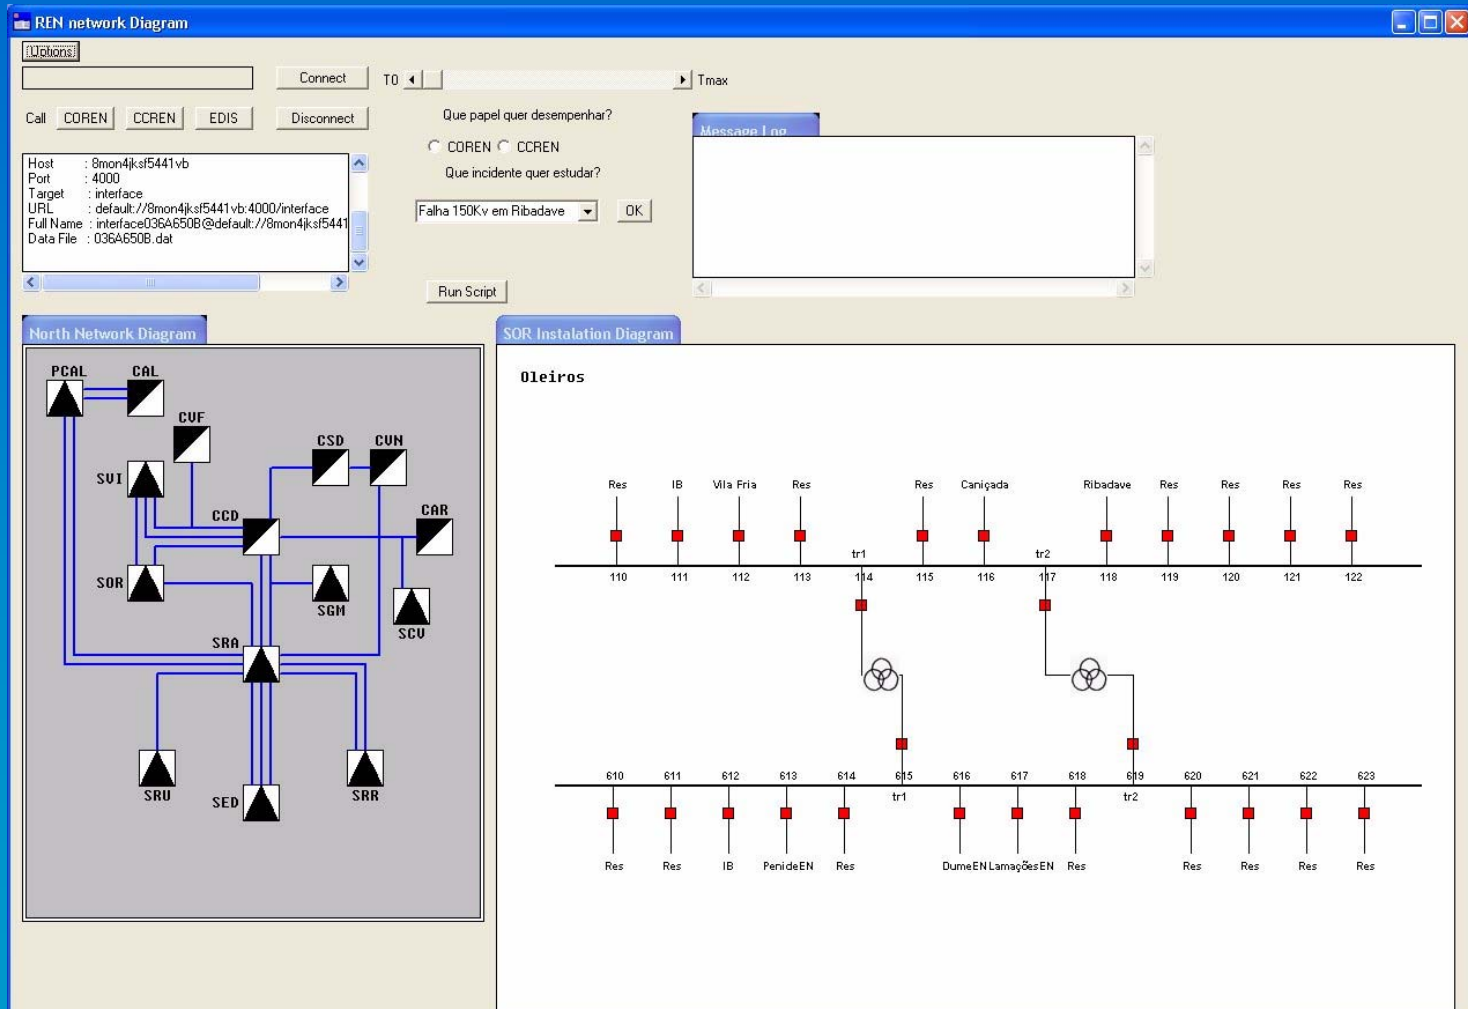 REN network Diagram
Options
Connect
T0
Tmax
Call COREN CCREN EDIS Disconnect
Que papel quer desempenhar?
COREN CCREN
Que incidente quer estudar?
Falha 150Kv em Ribadave OK
Run Script
Message Log
Host : 8mon4jksf5441vb
Port : 4000
Target : interface
URL : default://8mon4jksf5441vb:4000/interface
Full Name : interface036A650B@default://8mon4jksf5441
Data File : 036A650B.dat
North Network Diagram
PCAL CAL
CVF
CSD CVN
SVI
CCD CAR
SOR
SGM
SCV
SRA
SRU
SED
SRR
SOR Instalation Diagram
Oleiros
Res IB Vila Fria Res Res Caniçada Ribadave Res Res Res Res
tr1 tr2
110 111 112 113 114 115 116 117 118 119 120 121 122
610 611 612 613 614 615 616 617 618 619 620 621 622 623
tr1 tr2
Res Res IB PenideEN Res DumeEN LamaçõesEN Res Res Res Res Res